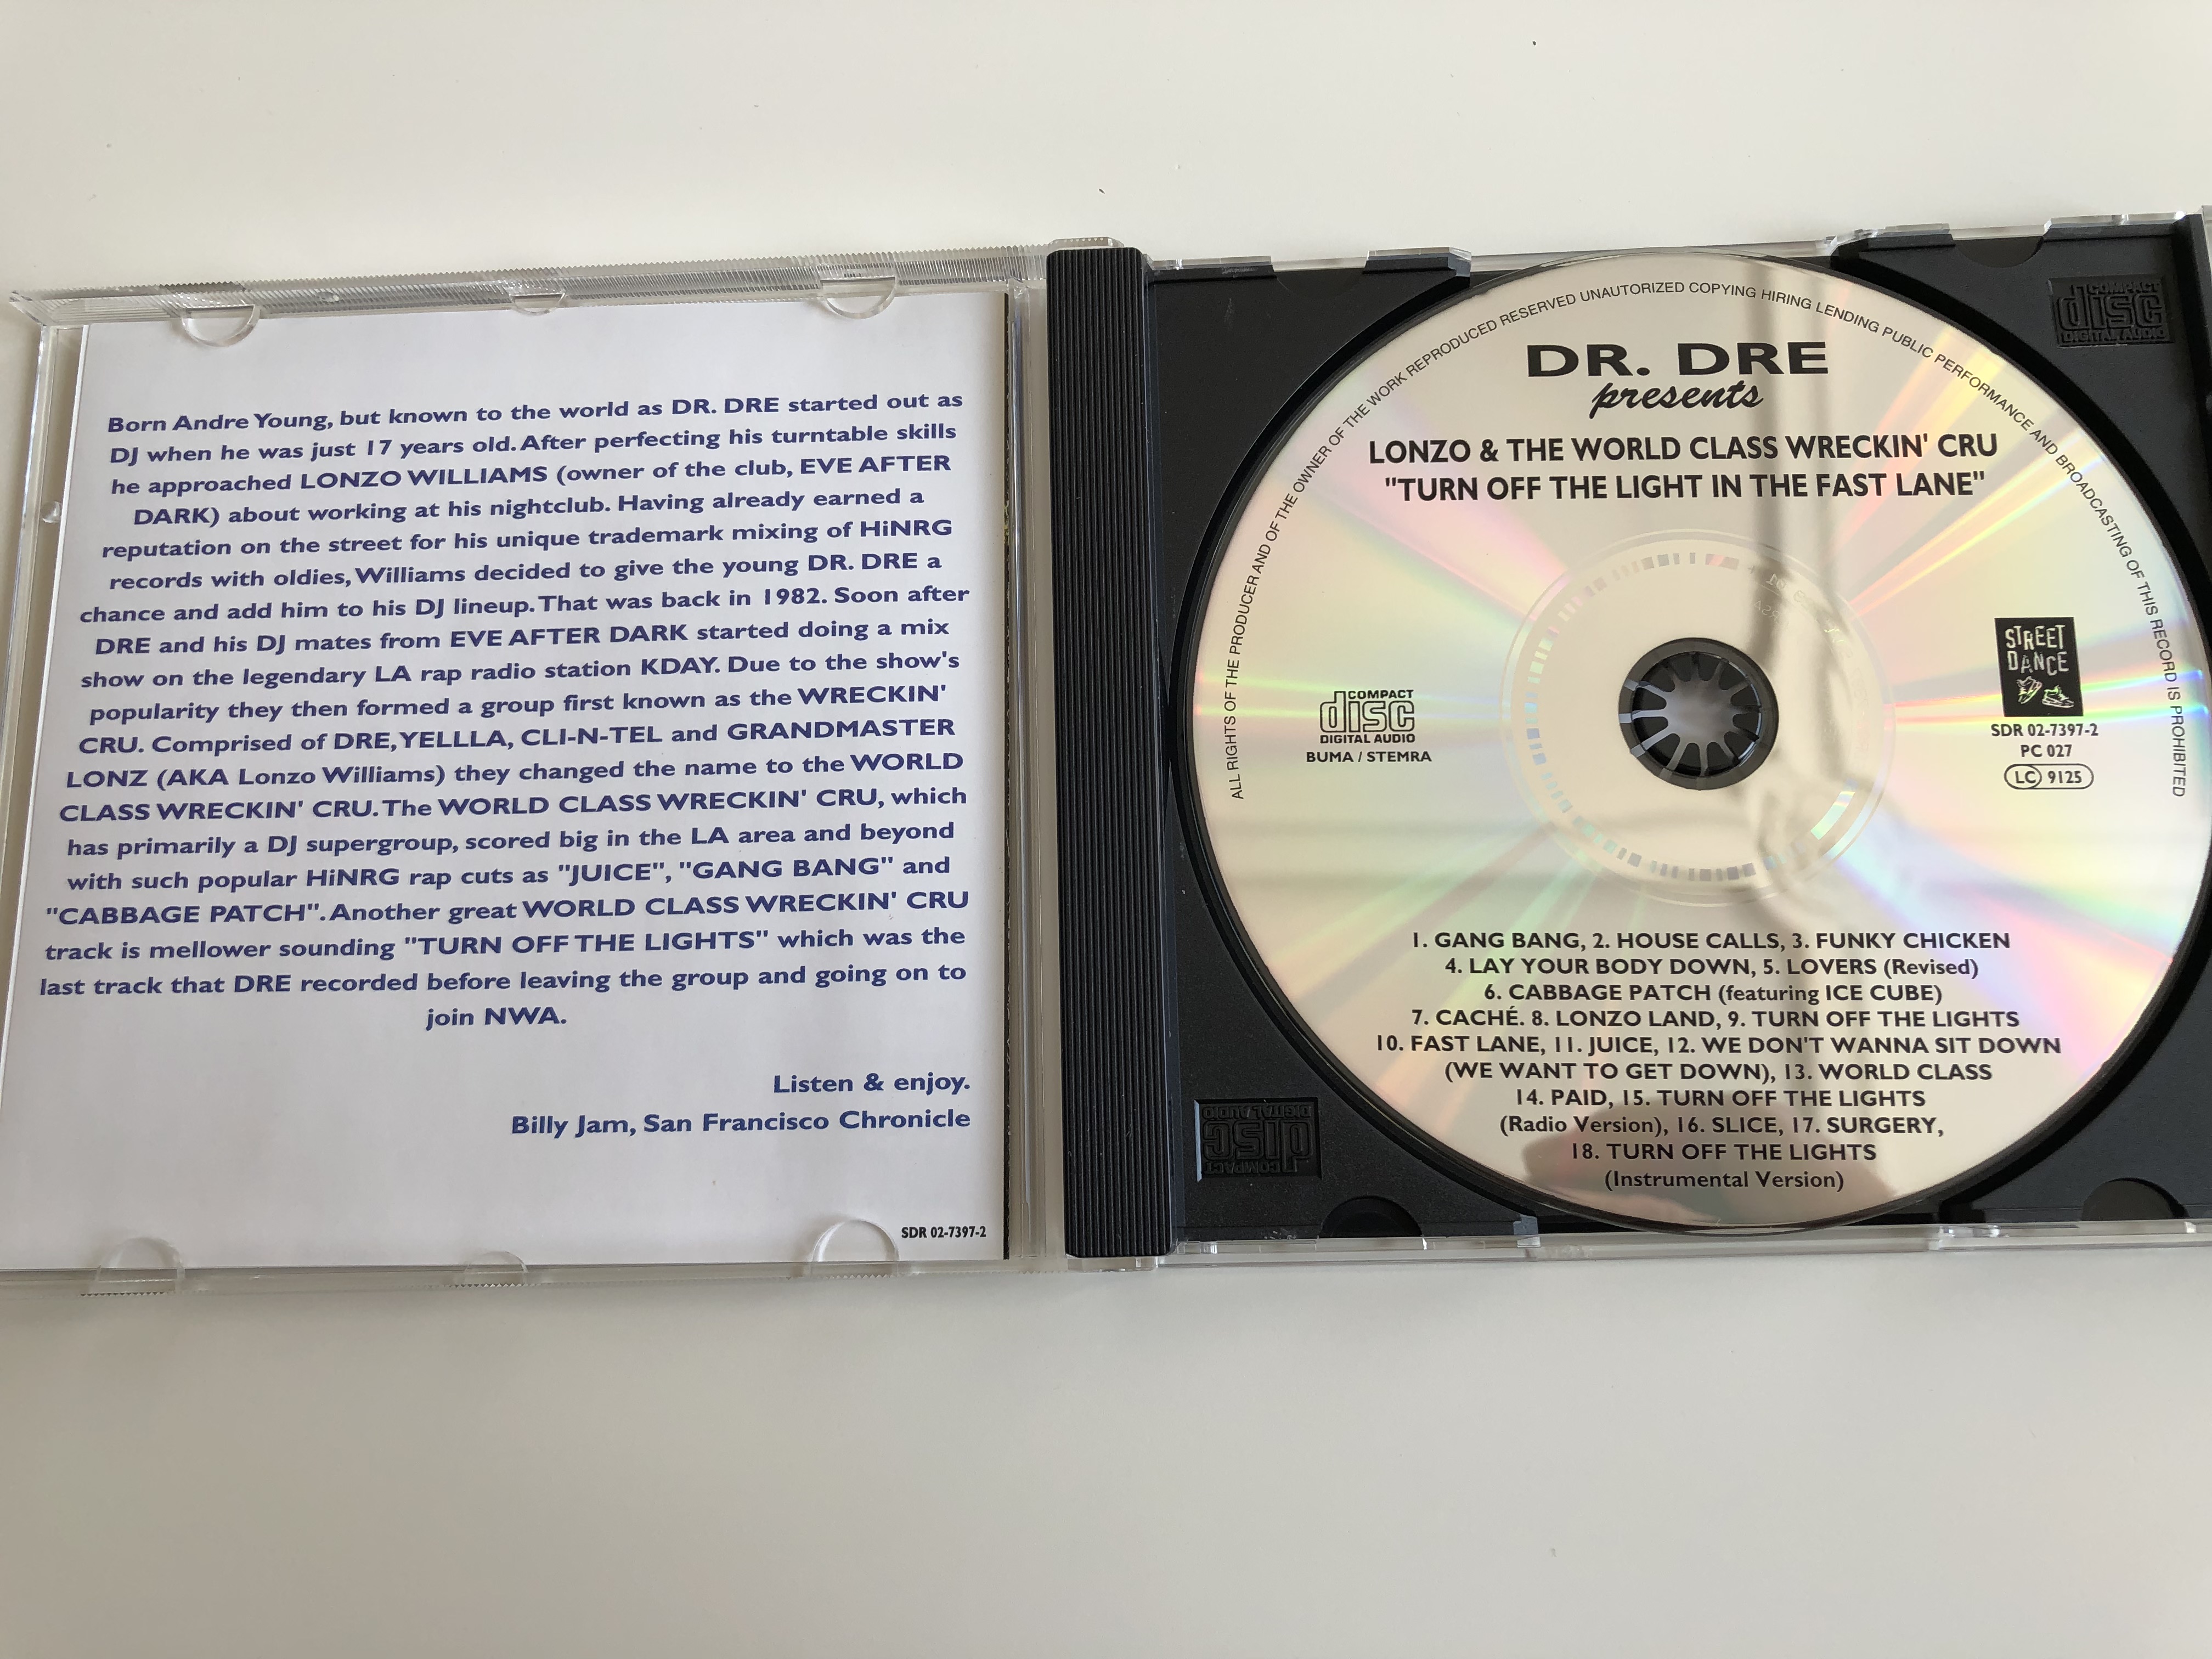 Born Andre Young, but known to the world as DR. DRE started out as
DJ when he was just 17 years old. After perfecting his turntable skills
he approached LONZO WILLIAMS (owner of the club, EVE AFTER
DARK) about working at his nightclub. Having already earned a
reputation on the street for his unique trademark mixing of HiNRG
records with oldies, Williams decided to give the young DR. DRE a
chance and add him to his DJ lineup. That was back in 1982. Soon after
DRE and his DJ mates from EVE AFTER DARK started doing a mix
show on the legendary LA rap radio station KDAY. Due to the show's
popularity they then formed a group first known as the WRECKIN'
CRU. Comprised of DRE, YELLLA, CLI-N-TEL and GRANDMASTER
LONZ (AKA Lonzo Williams) they changed the name to the WORLD
CLASS WRECKIN' CRU. The WORLD CLASS WRECKIN' CRU, which
has primarily a DJ supergroup, scored big in the LA area and beyond
with such popular HiNRG rap cuts as "JUICE", "GANG BANG" and
"CABBAGE PATCH". Another great WORLD CLASS WRECKIN' CRU
track is mellower sounding "TURN OFF THE LIGHTS" which was the
last track that DRE recorded before leaving the group and going on to
join NWA.
Listen & enjoy.
Billy Jam, San Francisco Chronicle
SDR 02-7397-2
ALL RIGHTS OF THE PRODUCER AND OF THE OWNER OF THE WORK REPRODUCED RESERVED UNAUTORIZED COPYING HIRING LENDING PUBLIC PERFORMANCE AND BROADCASTING OF THIS RECORD IS PROHIBITED
DR. DRE
presents
LONZO & THE WORLD CLASS WRECKIN' CRU
"TURN OFF THE LIGHT IN THE FAST LANE"
COMPACT
disc
DIGITAL AUDIO
BUMA / STEMRA
STREET
DANCE
SDR 02-7397-2
PC 027
LC 9125
1. GANG BANG, 2. HOUSE CALLS, 3. FUNKY CHICKEN
4. LAY YOUR BODY DOWN, 5. LOVERS (Revised)
6. CABBAGE PATCH (featuring ICE CUBE)
7. CACHÉ. 8. LONZO LAND, 9. TURN OFF THE LIGHTS
10. FAST LANE, 11. JUICE, 12. WE DON'T WANNA SIT DOWN
(WE WANT TO GET DOWN), 13. WORLD CLASS
14. PAID, 15. TURN OFF THE LIGHTS
(Radio Version), 16. SLICE, 17. SURGERY,
18. TURN OFF THE LIGHTS
(Instrumental Version)
COMPACT
disc
DIGITAL AUDIO
COMPACT
disc
DIGITAL AUDIO